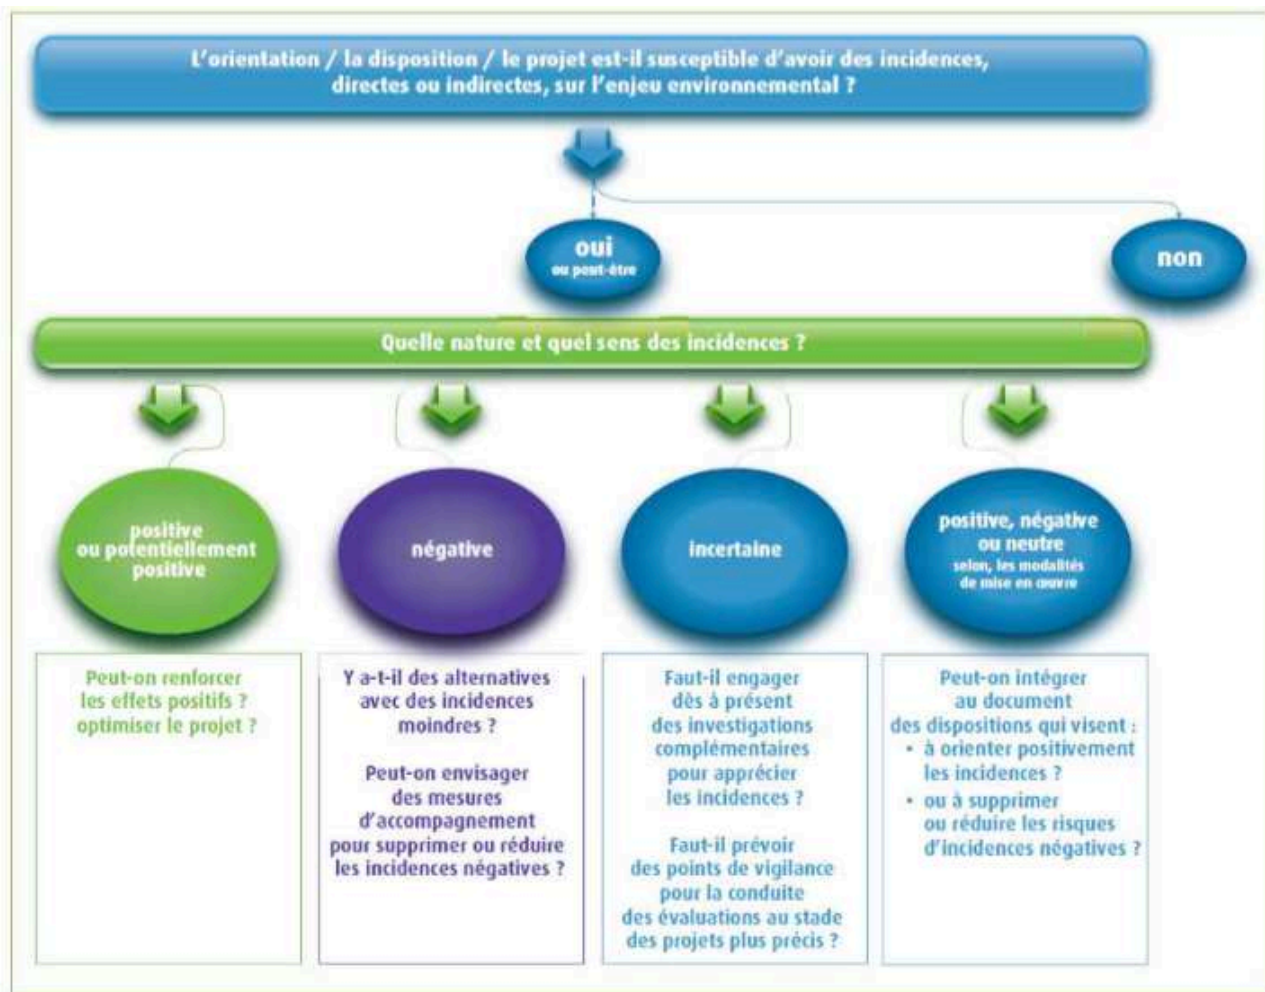 L'orientation / la disposition / le projet est-il susceptible d'avoir des incidences,
directes ou indirectes, sur l'enjeu environnemental ?
oui
ou peut-être
non
Quelle nature et quel sens des incidences ?
positive
ou potentiellement
positive
négative
incertaine
positive, négative
ou neutre
selon, les modalités
de mise en œuvre
Peut-on renforcer
les effets positifs ?
optimiser le projet ?
Y a-t-il des alternatives
avec des incidences
moindres ?
Peut-on envisager
des mesures
d'accompagnement
pour supprimer ou réduire
les incidences négatives ?
Faut-il engager
dès à présent
des investigations
complémentaires
pour apprécier
les incidences ?
Faut-il prévoir
des points de vigilance
pour la conduite
des évaluations au stade
des projets plus précis ?
Peut-on intégrer
au document
des dispositions qui visent :
• à orienter positivement
les incidences ?
• ou à supprimer
ou réduire les risques
d'incidences négatives ?